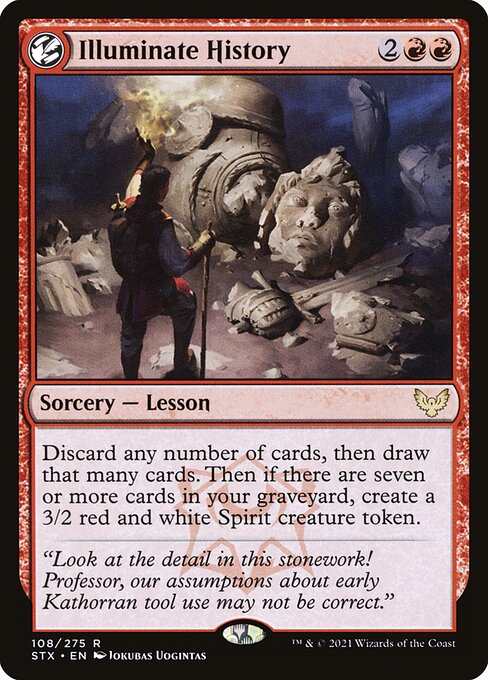 Illuminate History 2
Sorcery — Lesson
Discard any number of cards, then draw
that many cards. Then if there are seven
or more cards in your graveyard, create a
3/2 red and white Spirit creature token.
“Look at the detail in this stonework!
Professor, our assumptions about early
Kathorran tool use may not be correct.”
108/275 R
STX • EN Iokubas Uogintas
™ & © 2021 Wizards of the Coast